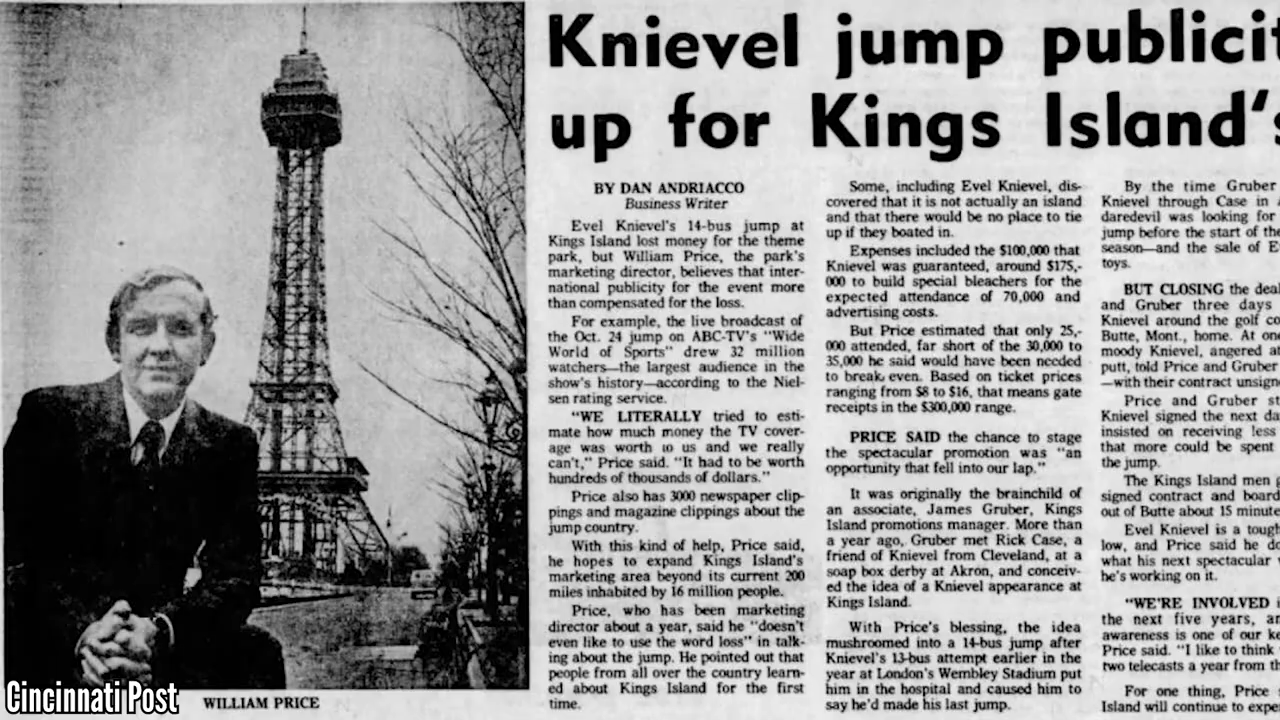 Knievel jump
up for Kings Island's
BY DAN ANDRIACCO
Business Writer
Evel Knievel's 14-bus jump at
Kings Island lost money for the theme
park, but William Price, the park's
marketing director, believes that inter-
national publicity for the event more
than compensated for the loss.
For example, the live broadcast of
the Oct. 24 jump on ABC-TV's "Wide
World of Sports" drew 32 million
watchers—the largest audience in the
show's history—according to the Niel-
sen rating service.
"WE LITERALLY tried to esti-
mate how much money the TV cover-
age was worth to us and we really
can't," Price said. "It had to be worth
hundreds of thousands of dollars."
Price also has 3000 newspaper clip-
pings and magazine clippings about the
jump country.
With this kind of help, Price said,
he hopes to expand Kings Island's
marketing area beyond its current 200
miles inhabited by 16 million people.
Price, who has been marketing
director about a year, said he "doesn't
even like to use the word loss" in talk-
ing about the jump. He pointed out that
people from all over the country learn-
ed about Kings Island for the first
time.
Some, including Evel Knievel, dis-
covered that it is not actually an island
and that there would be no place to tie
up if they boated in.
Expenses included the $100,000 that
Knievel was guaranteed, around $175,-
000 to build special bleachers for the
expected attendance of 70,000 and
advertising costs.
But Price estimated that only 25,-
000 attended, far short of the 30,000 to
35,000 he said would have been needed
to break even. Based on ticket prices
ranging from $8 to $16, that means gate
receipts in the $300,000 range.
PRICE SAID the chance to stage
the spectacular promotion was "an
opportunity that fell into our lap."
It was originally the brainchild of
an associate, James Gruber, Kings
Island promotions manager. More than
a year ago, Gruber met Rick Case, a
friend of Knievel from Cleveland, at a
soap box derby at Akron, and conceiv-
ed the idea of a Knievel appearance at
Kings Island.
With Price's blessing, the idea
mushroomed into a 14-bus jump after
Knievel's 13-bus attempt earlier in the
year at London's Wembley Stadium put
him in the hospital and caused him to
say he'd made his last jump.
By the time Gruber
Knievel through Case in
daredevil was looking for
jump before the start of the
season—and the sale of E
toys.
BUT CLOSING the deal
and Gruber three days
Knievel around the golf co
Butte, Mont., home. At one
moody Knievel, angered at
putt, told Price and Gruber
—with their contract unsign
Price and Gruber st
Knievel signed the next da
insisted on receiving less
that more could be spent
the jump.
The Kings Island men g
signed contract and board
out of Butte about 15 minute
Evel Knievel is a tough
low, and Price said he do
what his next spectacular
he's working on it.
"WE'RE INVOLVED i
the next five years, an
awareness is one of our ke
Price said. "I like to think
two telecasts a year from th
For one thing, Price
Island will continue to expe
Cincinnati Post
WILLIAM PRICE